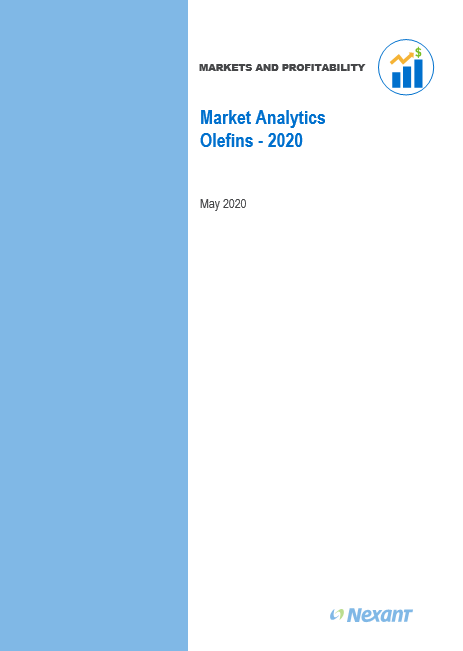 MARKETS AND PROFITABILITY
$
Market Analytics
Olefins - 2020
May 2020
Nexant